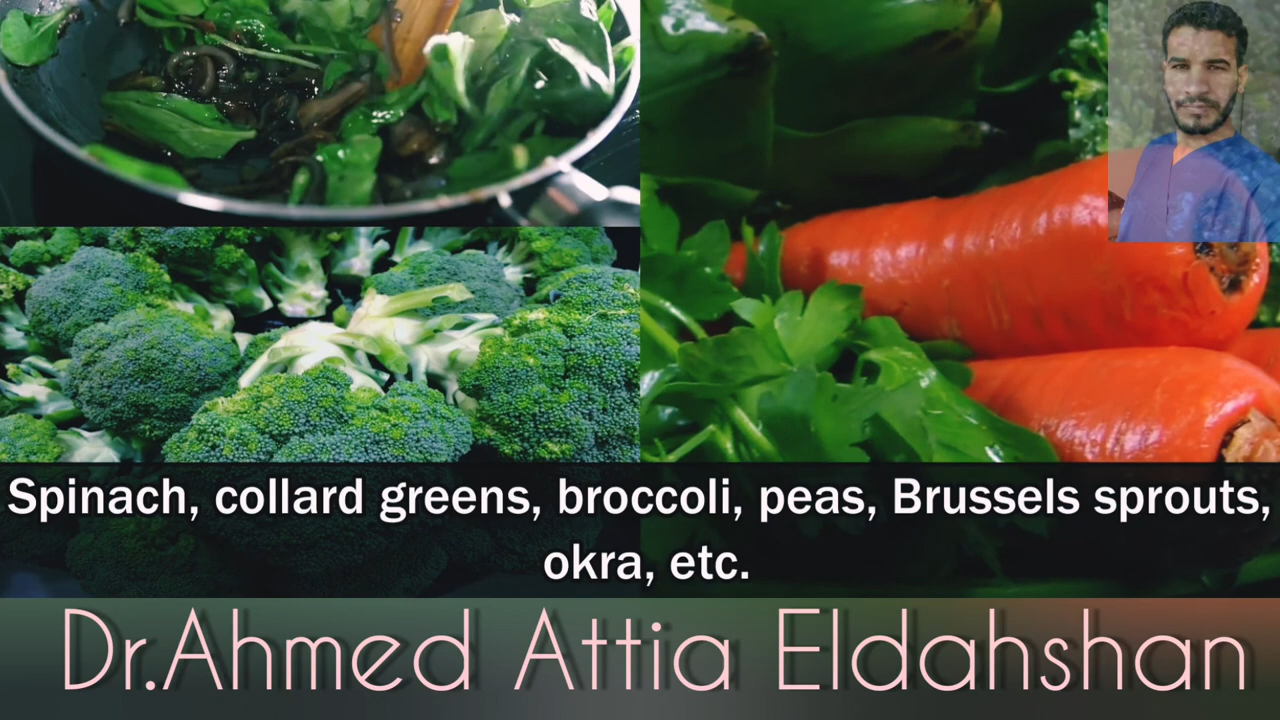 Spinach, collard greens, broccoli, peas, Brussels sprouts,
okra, etc.
Dr.Ahmed Attia Eldahshan